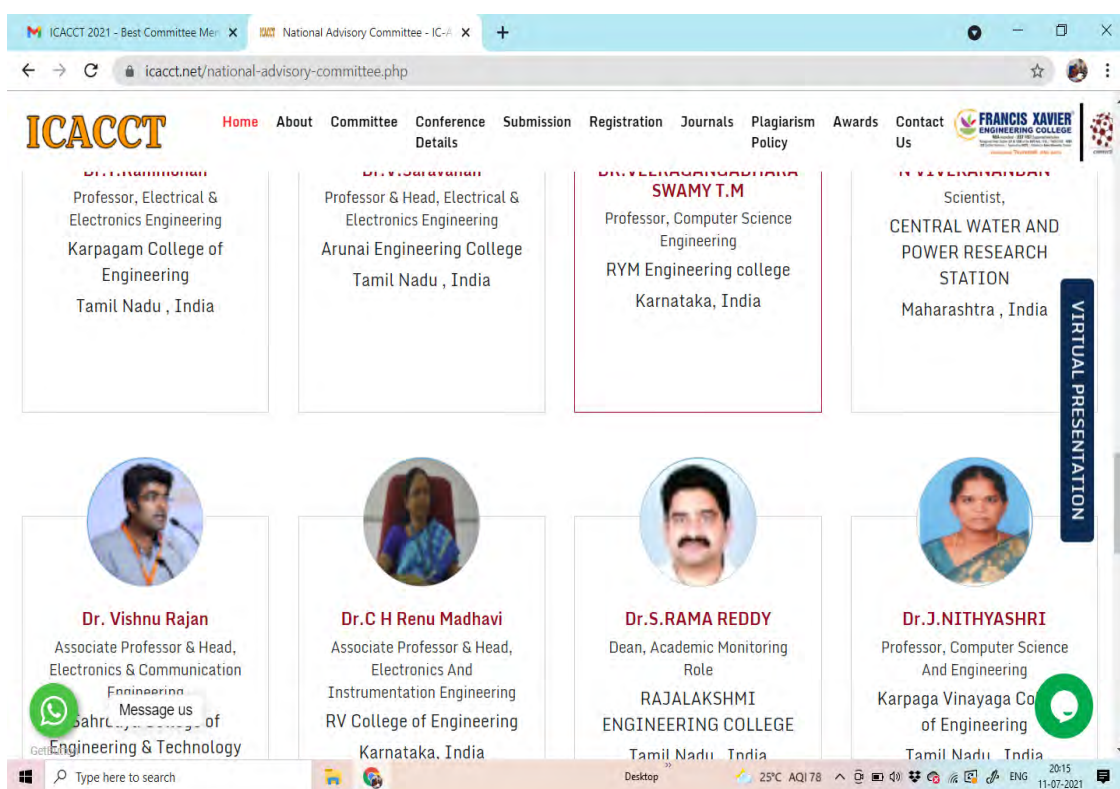 ICACCT 2021 - Best Committee Mer
National Advisory Committee - IC-A
icacct.net/national-advisory-committee.php
ICACCT
Home
About
Committee
Conference
Details
Submission
Registration
Journals
Plagiarism
Policy
Awards
Contact
Us
FRANCIS XAVIER
ENGINEERING COLLEGE
Professor, Electrical &
Electronics Engineering
Karpagam College of
Engineering
Tamil Nadu , India
Professor & Head, Electrical &
Electronics Engineering
Arunai Engineering College
Tamil Nadu , India
DR.VEERAGANGADHARA
SWAMY T.M
Professor, Computer Science
Engineering
RYM Engineering college
Karnataka, India
N VIVEKANANDAN
Scientist,
CENTRAL WATER AND
POWER RESEARCH
STATION
Maharashtra , India
VIRTUAL PRESENTATION
Dr. Vishnu Rajan
Associate Professor & Head,
Electronics & Communication
Engineering
of
Engineering & Technology
Dr.C H Renu Madhavi
Associate Professor & Head,
Electronics And
Instrumentation Engineering
RV College of Engineering
Karnataka, India
Dr.S.RAMA REDDY
Dean, Academic Monitoring
Role
RAJALAKSHMI
ENGINEERING COLLEGE
Tamil Nadu, India
Dr.J.NITHYASHRI
Professor, Computer Science
And Engineering
Karpaga Vinayaga Co
of Engineering
Tamil Nadu, India
Message us
Type here to search
Desktop
25°C AQI 78
ENG
20:15
11-07-2021